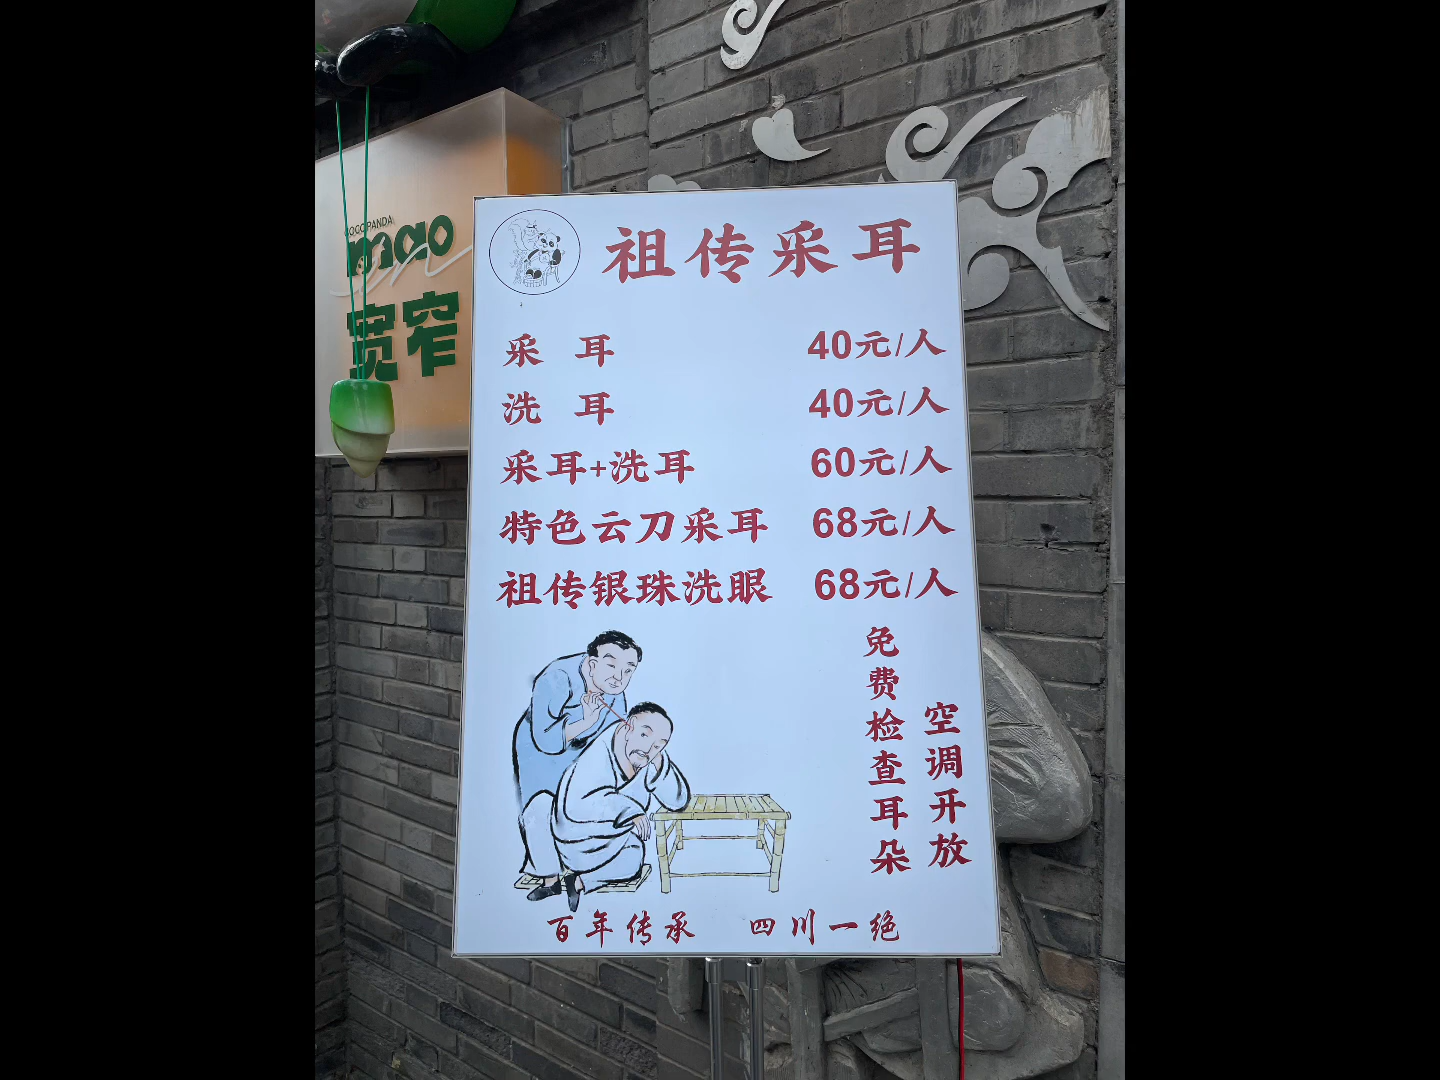 GOGOPANDA
mao
宽窄
祖传采耳
采耳 40元/人
洗耳 40元/人
采耳+洗耳 60元/人
特色云刀采耳 68元/人
祖传银珠洗眼 68元/人
免费检查耳朵
空调开放
百年传承 四川一绝